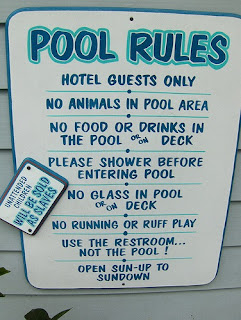 POOL RULES
HOTEL GUESTS ONLY
NO ANIMALS IN POOL AREA
NO FOOD OR DRINKS IN
THE POOL OR ON DECK
PLEASE SHOWER BEFORE
ENTERING POOL
NO GLASS IN POOL
OR ON DECK
NO RUNNING OR RUFF PLAY
USE THE RESTROOM...
NOT THE POOL !
OPEN SUN-UP TO
SUNDOWN
UNATTENDED
CHILDREN
WILL BE SOLD
AS SLAVES